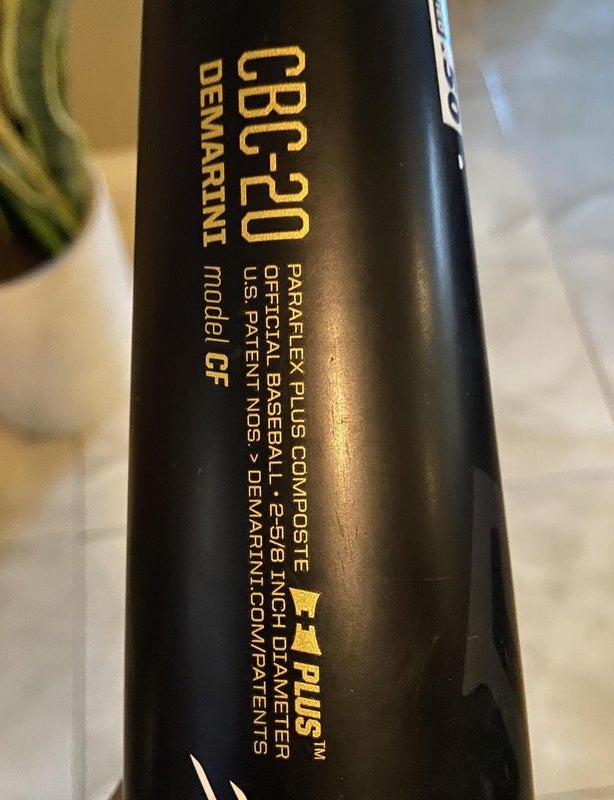 CBC-20
DEMARINI model CF
PARAFLEX PLUS COMPOSTE
PLUS™
OFFICIAL BASEBALL • 2-5/8 INCH DIAMETER
U.S. PATENT NOS. > DEMARINI.COM/PATENTS